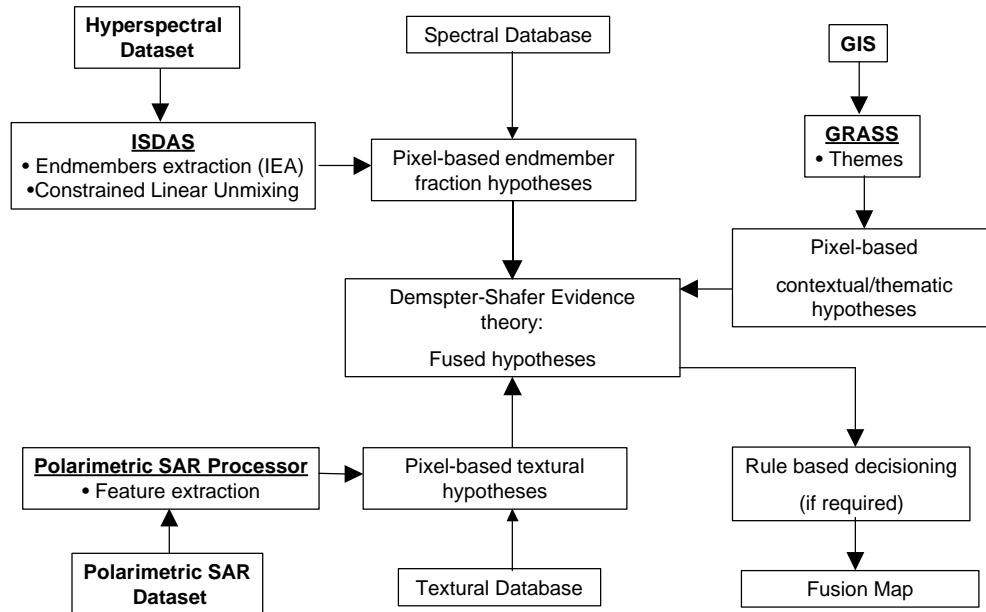 Hyperspectral
Dataset
Spectral Database
GIS
ISDAS
• Endmembers extraction (IEA)
•Constrained Linear Unmixing
Pixel-based endmember
fraction hypotheses
GRASS
• Themes
Pixel-based
contextual/thematic
hypotheses
Demspter-Shafer Evidence
theory:
Fused hypotheses
Polarimetric SAR Processor
• Feature extraction
Pixel-based textural
hypotheses
Rule based decisioning
(if required)
Polarimetric SAR
Dataset
Textural Database
Fusion Map